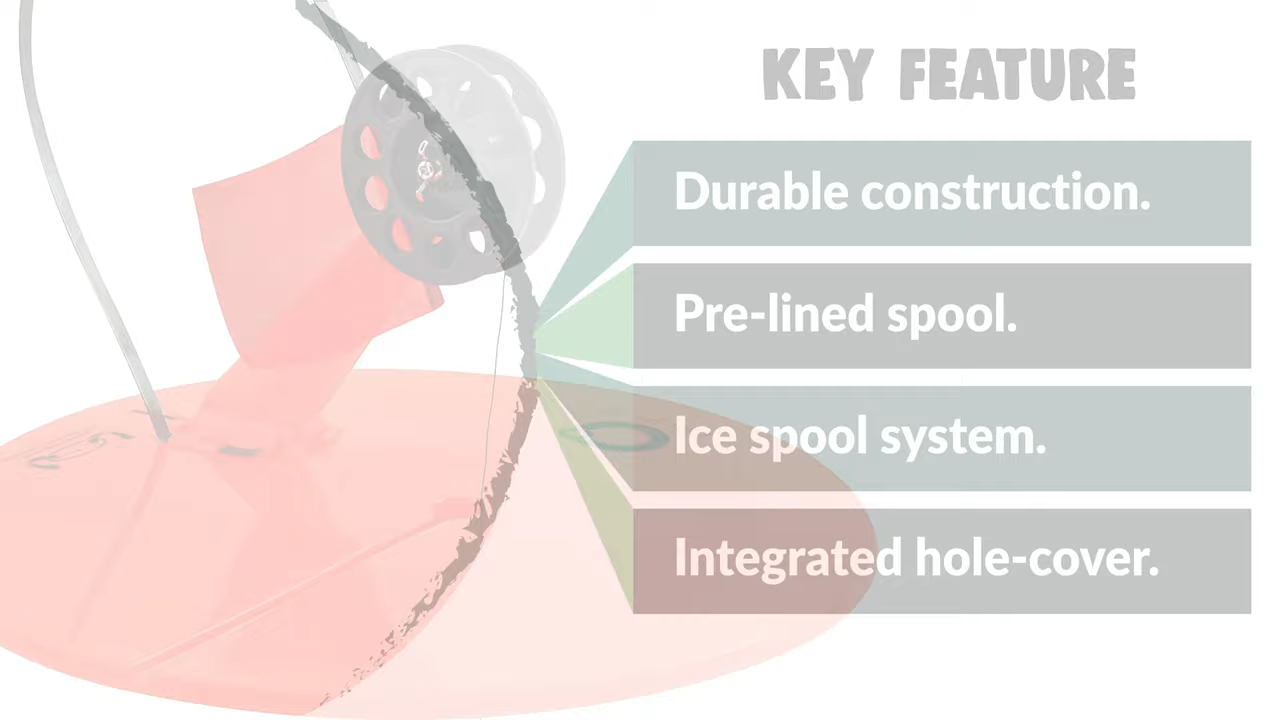 KEY FEATURE
Durable construction.
Pre-lined spool.
Ice spool system.
Integrated hole-cover.